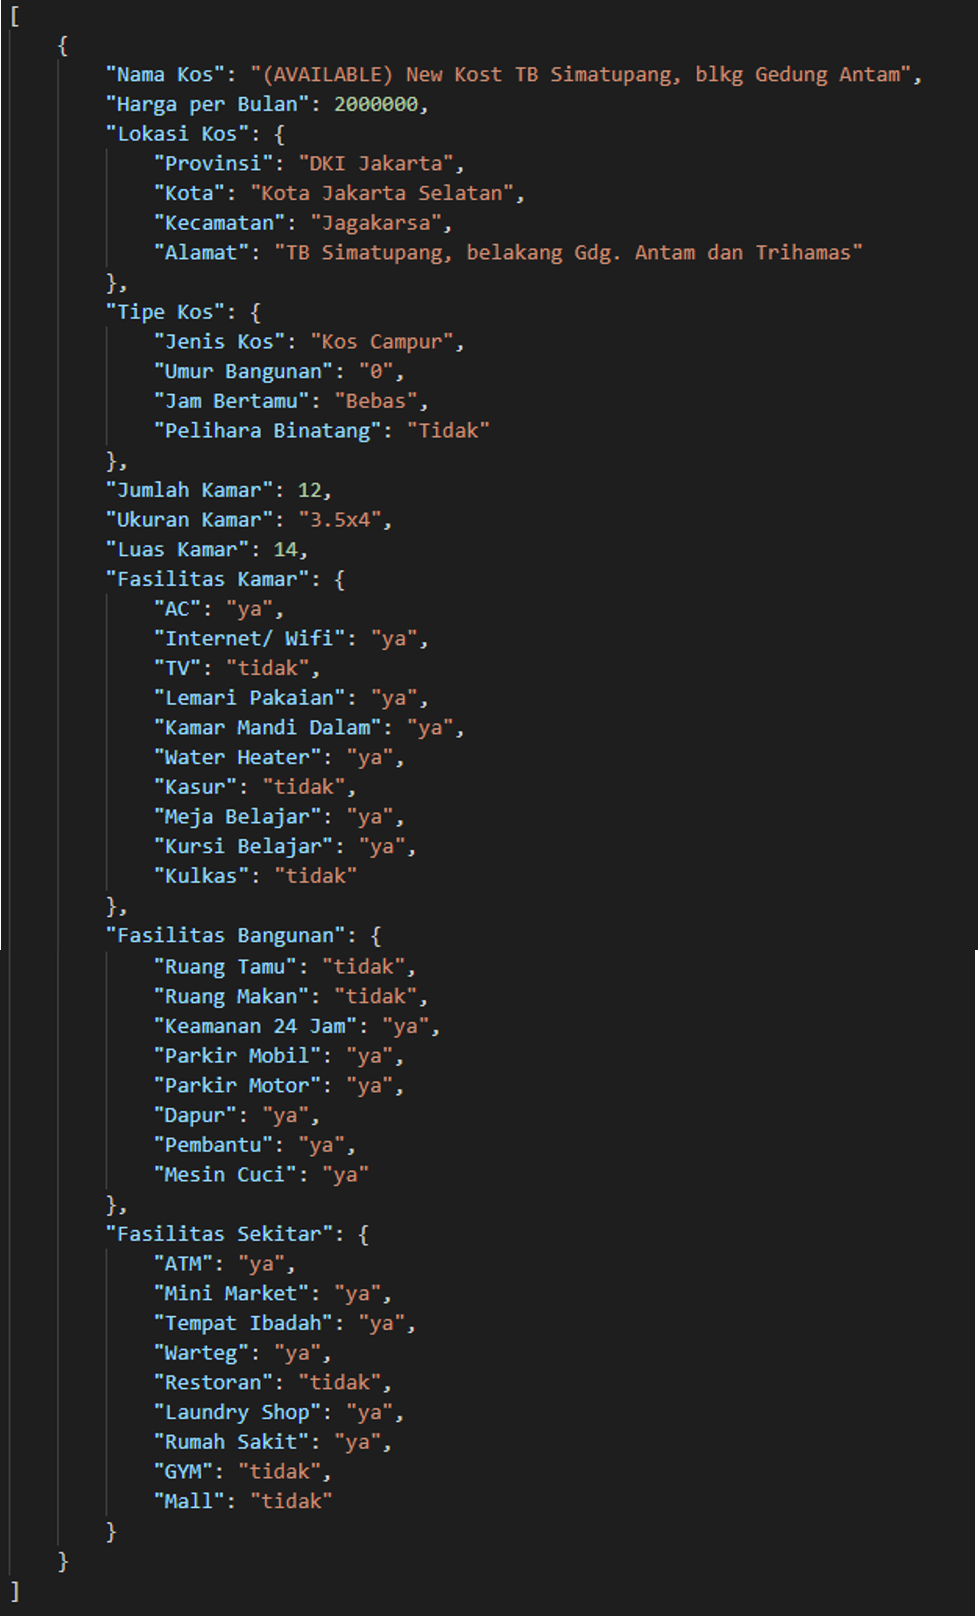 [
    {
        "Nama Kos": "(AVAILABLE) New Kost TB Simatupang, blkg Gedung Antam",
        "Harga per Bulan": 2000000,
        "Lokasi Kos": {
            "Provinsi": "DKI Jakarta",
            "Kota": "Kota Jakarta Selatan",
            "Kecamatan": "Jagakarsa",
            "Alamat": "TB Simatupang, belakang Gdg. Antam dan Trihamas"
        },
        "Tipe Kos": {
            "Jenis Kos": "Kos Campur",
            "Umur Bangunan": "0",
            "Jam Bertamu": "Bebas",
            "Pelihara Binatang": "Tidak"
        },
        "Jumlah Kamar": 12,
        "Ukuran Kamar": "3.5x4",
        "Luas Kamar": 14,
        "Fasilitas Kamar": {
            "AC": "ya",
            "Internet/ Wifi": "ya",
            "TV": "tidak",
            "Lemari Pakaian": "ya",
            "Kamar Mandi Dalam": "ya",
            "Water Heater": "ya",
            "Kasur": "tidak",
            "Meja Belajar": "ya",
            "Kursi Belajar": "ya",
            "Kulkas": "tidak"
        },
        "Fasilitas Bangunan": {
            "Ruang Tamu": "tidak",
            "Ruang Makan": "tidak",
            "Keamanan 24 Jam": "ya",
            "Parkir Mobil": "ya",
            "Parkir Motor": "ya",
            "Dapur": "ya",
            "Pembantu": "ya",
            "Mesin Cuci": "ya"
        },
        "Fasilitas Sekitar": {
            "ATM": "ya",
            "Mini Market": "ya",
            "Tempat Ibadah": "ya",
            "Warteg": "ya",
            "Restoran": "tidak",
            "Laundry Shop": "ya",
            "Rumah Sakit": "ya",
            "GYM": "tidak",
            "Mall": "tidak"
        }
    }
]